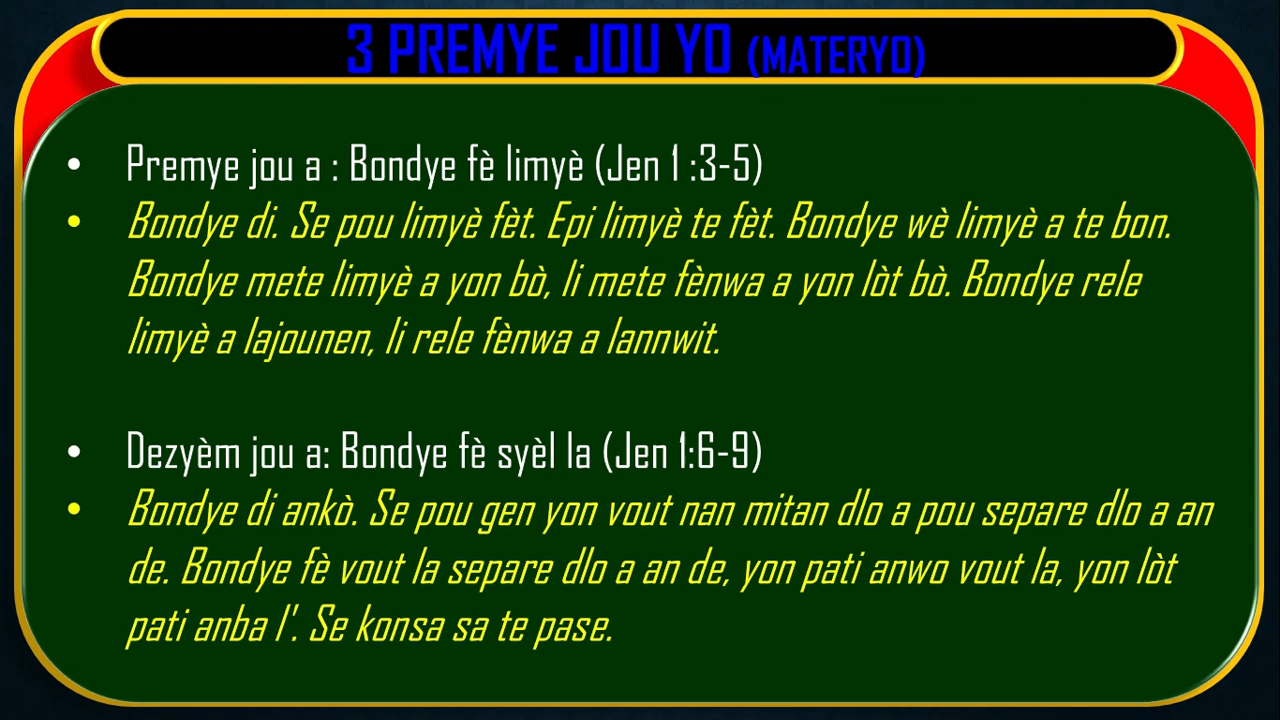 3 PREMYE JOU YO (MATERYO)
• Premye jou a : Bondye fè limyè (Jen 1 :3-5)
• Bondye di. Se pou limyè fèt. Epi limyè te fèt. Bondye wè limyè a te bon.
Bondye mete limyè a yon bò, li mete fènwa a yon lòt bò. Bondye rele
limyè a lajounen, li rele fènwa a lannwit.
• Dezyèm jou a: Bondye fè syèl la (Jen 1:6-9)
• Bondye di ankò. Se pou gen yon vout nan mitan dlo a pou separe dlo a an
de. Bondye fè vout la separe dlo a an de, yon pati anwo vout la, yon lòt
pati anba l'. Se konsa sa te pase.